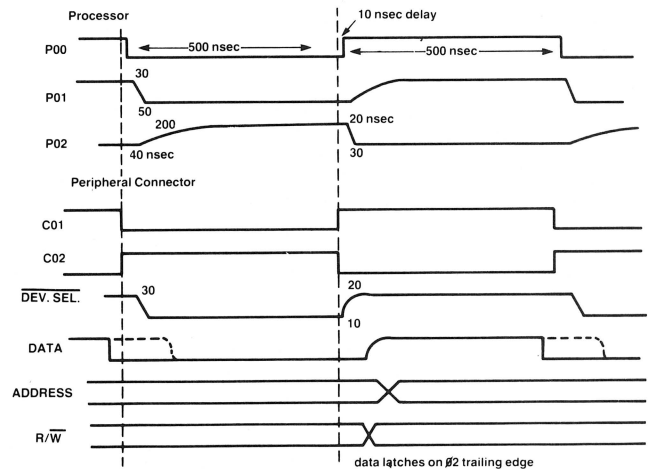 Processor
10 nsec delay
P00
500 nsec
500 nsec
P01
30
50
P02
200
40 nsec
20 nsec
30
Peripheral Connector
C01
C02
DEV. SEL.
30
20
10
DATA
ADDRESS
R/W
data latches on Ø2 trailing edge